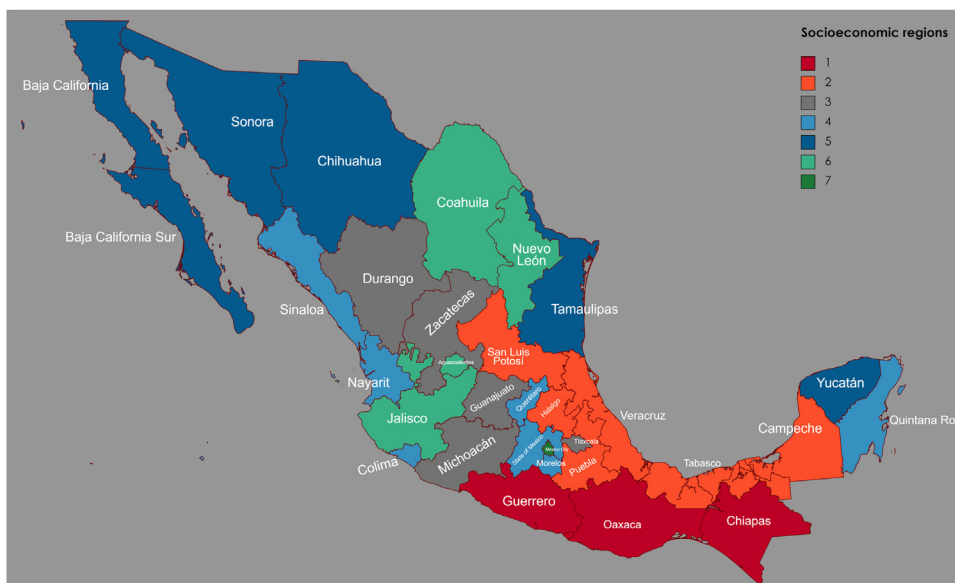 Socioeconomic regions
1
2
3
4
5
6
7
Baja California
Sonora
Chihuahua
Coahuila
Baja California Sur
Nuevo
León
Durango
Tamaulipas
Sinaloa
Zacatecas
San Luis
Potosí
Aguascalientes
Nayarit
Yucatán
Guanajuato
Querétaro
Hidalgo
Veracruz
Jalisco
Quintana Ro
Campeche
Michoacán
State of Mexico
Mexico City
Tlaxcala
Colima
Morelos
Puebla
Tabasco
Guerrero
Oaxaca
Chiapas